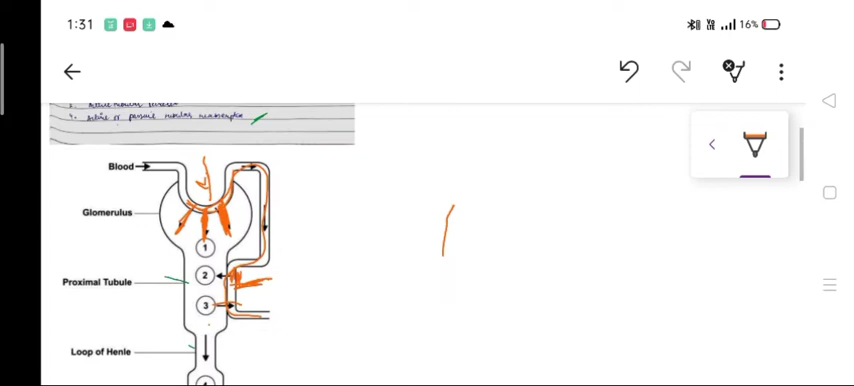 1:31
16%
4. active or passive tubular reabsorption
Blood
Glomerulus
1
2
Proximal Tubule
3
Loop of Henle